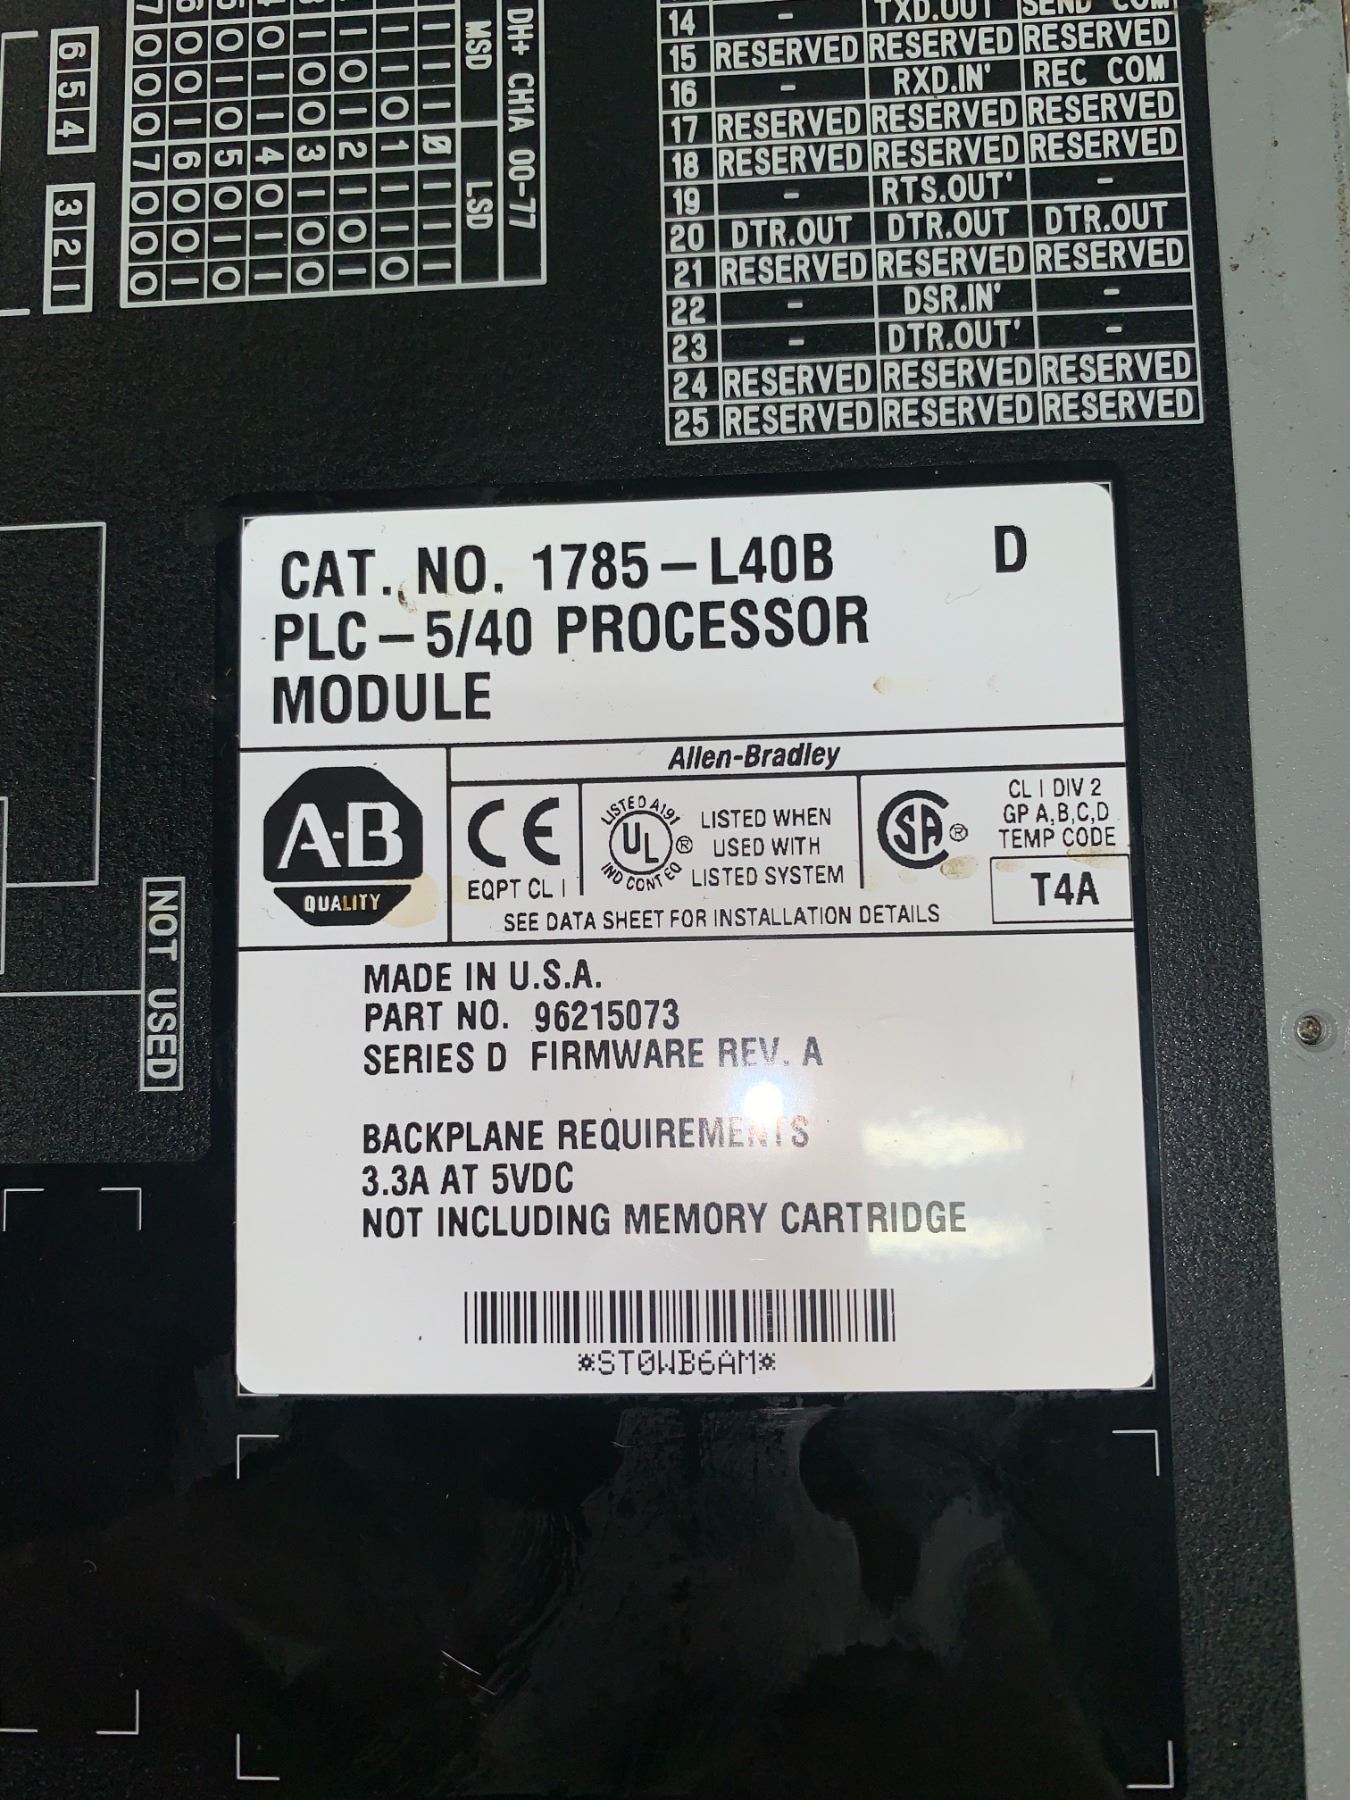 DH+ CH1A 00-77
MSD LSD
6 5 4 3 2 1
14 - TXD.OUT' SEND COM
15 RESERVED RESERVED RESERVED
16 - RXD.IN' REC COM
17 RESERVED RESERVED RESERVED
18 RESERVED RESERVED RESERVED
19 - RTS.OUT' -
20 DTR.OUT DTR.OUT DTR.OUT
21 RESERVED RESERVED RESERVED
22 - DSR.IN' -
23 - DTR.OUT' -
24 RESERVED RESERVED RESERVED
25 RESERVED RESERVED RESERVED
CAT. NO. 1785-L40B D
PLC-5/40 PROCESSOR
MODULE
Allen-Bradley
A-B
QUALITY
CE
EQPT CL I
LISTED A191
UL ®
IND CONT EQ
LISTED WHEN
USED WITH
LISTED SYSTEM
SA ®
CL I DIV 2
GP A,B,C,D
TEMP CODE
T4A
SEE DATA SHEET FOR INSTALLATION DETAILS
NOT USED
MADE IN U.S.A.
PART NO. 96215073
SERIES D FIRMWARE REV. A
BACKPLANE REQUIREMENTS
3.3A AT 5VDC
NOT INCLUDING MEMORY CARTRIDGE
*ST0WB6AM*